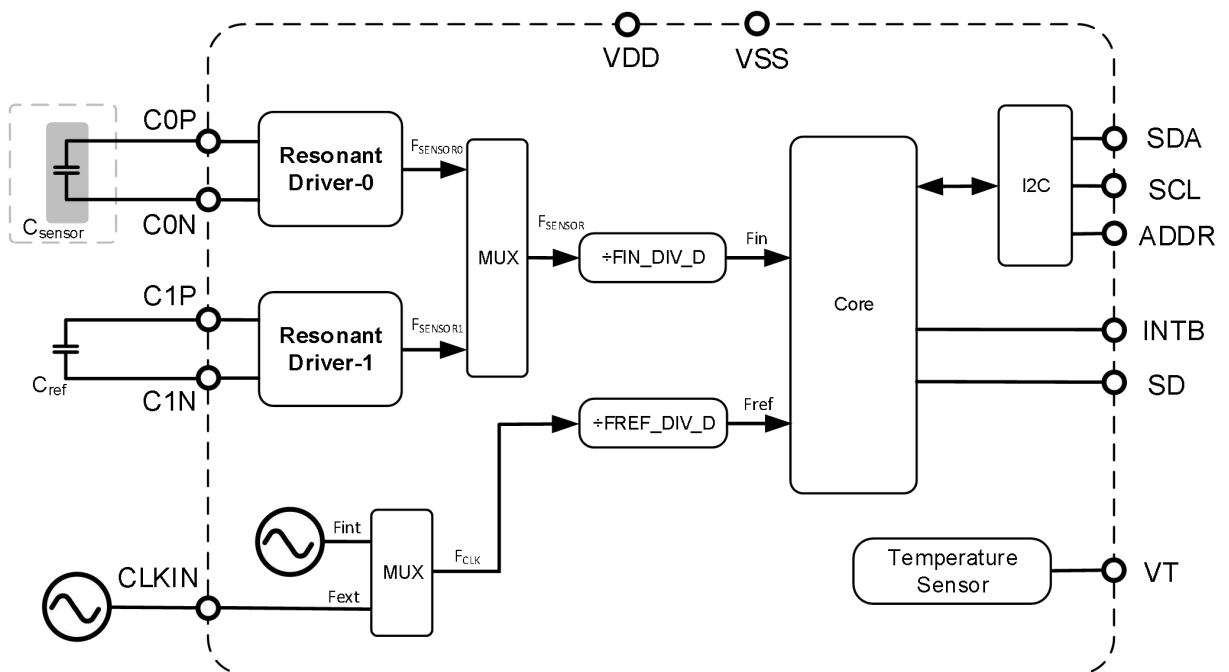 VDD
VSS
C0P
C0N
Csensor
Resonant
Driver-0
FSENSOR0
C1P
C1N
Cref
Resonant
Driver-1
FSENSOR1
MUX
FSENSOR
÷FIN_DIV_D
Fin
Core
I2C
SDA
SCL
ADDR
INTB
SD
÷FREF_DIV_D
Fref
CLKIN
Fint
Fext
MUX
FCLK
Temperature
Sensor
VT